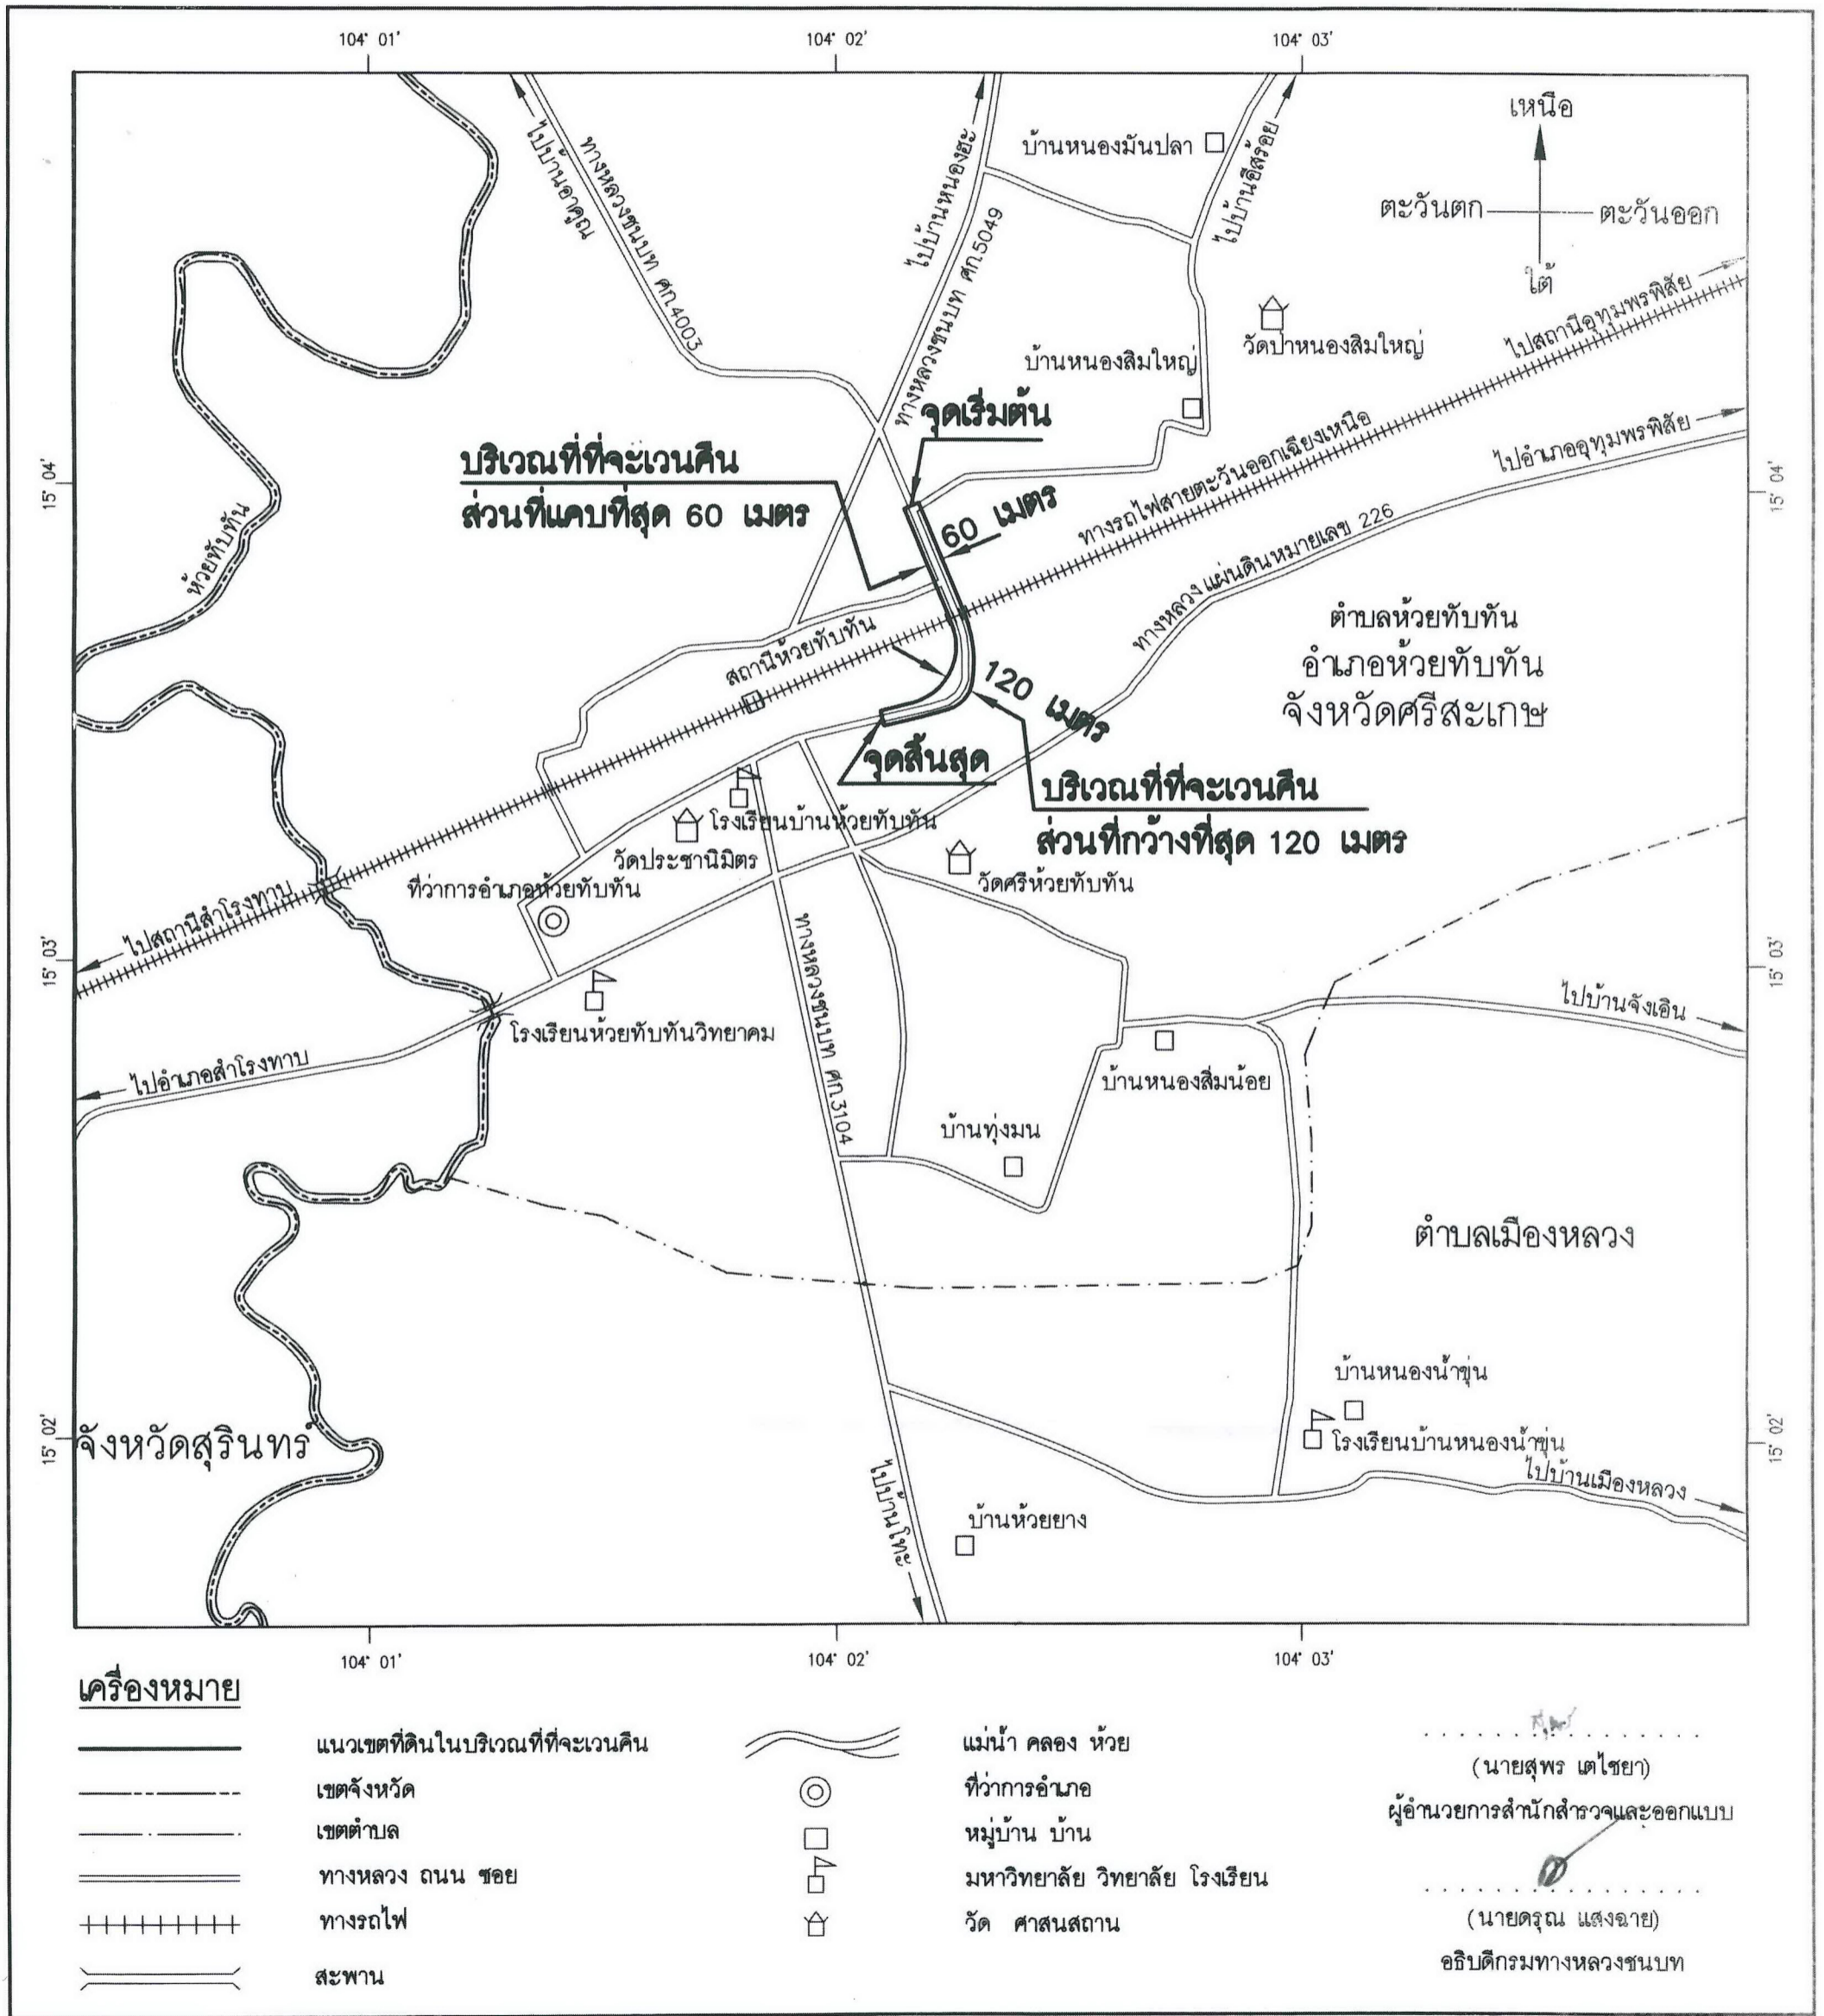 104° 01'
104° 02'
104° 03'
เหนือ
ตะวันตก
ตะวันออก
ใต้
ไปบ้านอาคูณ
ทางหลวงชนบท ศก.4003
ไปบ้านหนองฮะ
ทางหลวงชนบท ศก.5049
บ้านหนองมันปลา
ไปบ้านอีสร้อย
วัดป่าหนองสิมใหญ่
บ้านหนองสิมใหญ่
ไปสถานีอุทุมพรพิสัย
ทางรถไฟสายตะวันออกเฉียงเหนือ
ไปอำเภออุทุมพรพิสัย
ทางหลวงแผ่นดินหมายเลข 226
จุดเริ่มต้น
บริเวณที่ที่จะเวนคืน
ส่วนที่แคบที่สุด 60 เมตร
60 เมตร
15° 04'
15° 04'
ห้วยทับทัน
ตำบลห้วยทับทัน
อำเภอห้วยทับทัน
จังหวัดศรีสะเกษ
สถานีห้วยทับทัน
120 เมตร
จุดสิ้นสุด
บริเวณที่ที่จะเวนคืน
ส่วนที่กว้างที่สุด 120 เมตร
โรงเรียนบ้านห้วยทับทัน
วัดประชานิมิตร
ที่ว่าการอำเภอห้วยทับทัน
วัดศรีห้วยทับทัน
ไปสถานีสำโรงทาบ
15° 03'
15° 03'
โรงเรียนห้วยทับทันวิทยาคม
ไปอำเภอสำโรงทาบ
ทางหลวงชนบท ศก.3104
ไปบ้านจังเอิน
บ้านหนองสิ่มน้อย
บ้านทุ่งมน
ตำบลเมืองหลวง
บ้านหนองน้ำขุ่น
โรงเรียนบ้านหนองน้ำขุ่น
ไปบ้านเมืองหลวง
15° 02'
15° 02'
จังหวัดสุรินทร์
ไปบ้านโทะ
บ้านห้วยยาง
104° 01'
104° 02'
104° 03'
เครื่องหมาย
แนวเขตที่ดินในบริเวณที่ที่จะเวนคืน
เขตจังหวัด
เขตตำบล
ทางหลวง ถนน ซอย
ทางรถไฟ
สะพาน
แม่น้ำ คลอง ห้วย
ที่ว่าการอำเภอ
หมู่บ้าน บ้าน
มหาวิทยาลัย วิทยาลัย โรงเรียน
วัด ศาสนสถาน
(นายสุพร เตไชยา)
ผู้อำนวยการสำนักสำรวจและออกแบบ
(นายดรุณ แสงฉาย)
อธิบดีกรมทางหลวงชนบท